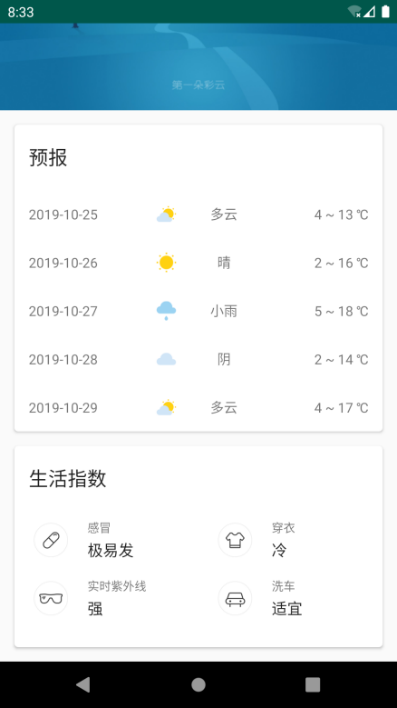 8:33
第一朵彩云
预报
2019-10-25 多云 4 ~ 13 ℃
2019-10-26 晴 2 ~ 16 ℃
2019-10-27 小雨 5 ~ 18 ℃
2019-10-28 阴 2 ~ 14 ℃
2019-10-29 多云 4 ~ 17 ℃
生活指数
感冒 穿衣
极易发 冷
实时紫外线 洗车
强 适宜